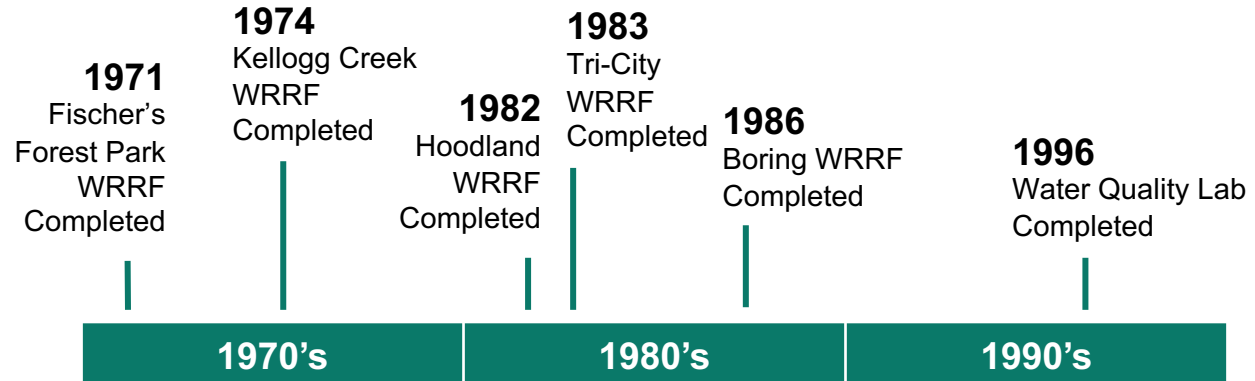 1971
Fischer's
Forest Park
WRRF
Completed
1974
Kellogg Creek
WRRF
Completed
1982
Hoodland
WRRF
Completed
1983
Tri-City
WRRF
Completed
1986
Boring WRRF
Completed
1996
Water Quality Lab
Completed
1970's
1980's
1990's